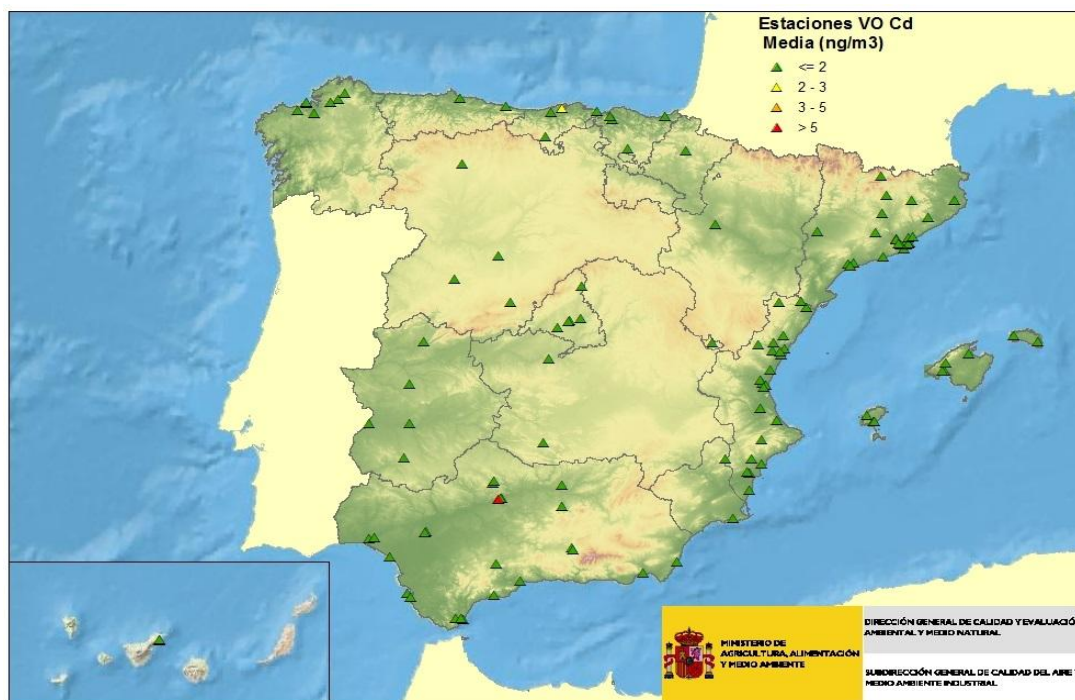 Estaciones VO Cd
Media (ng/m3)
<= 2
2 - 3
3 - 5
> 5
MINISTERIO DE
AGRICULTURA, ALIMENTACIÓN
Y MEDIO AMBIENTE
DIRECCIÓN GENERAL DE CALIDAD Y EVALUACIÓ
AMBIENTAL Y MEDIO NATURAL
SUBDIRECCIÓN GENERAL DE CALIDAD DEL AIRE Y
MEDIO AMBIENTE INDUSTRIAL